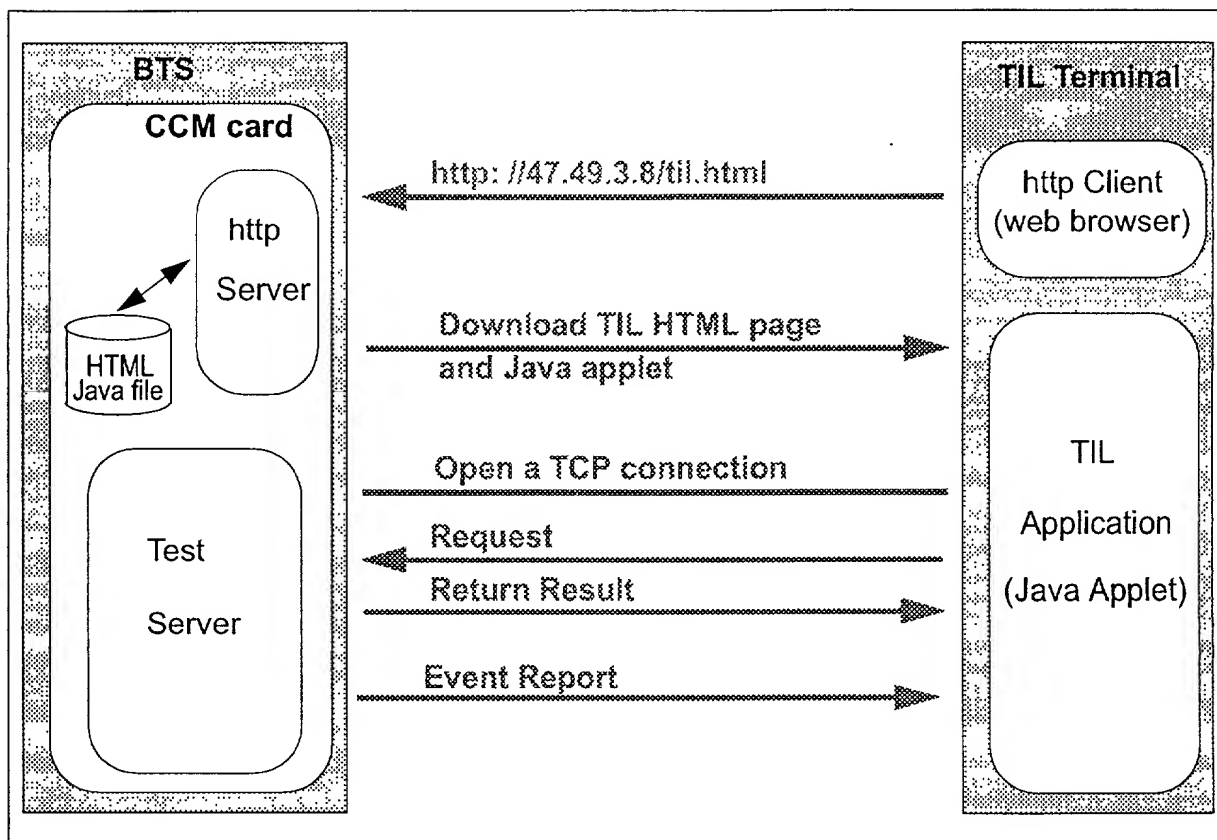 BTS
CCM card
http
Server
HTML
Java file
Test
Server
http: //47.49.3.8/til.html
Download TIL HTML page
and Java applet
Open a TCP connection
Request
Return Result
Event Report
TIL Terminal
http Client
(web browser)
TIL
Application
(Java Applet)